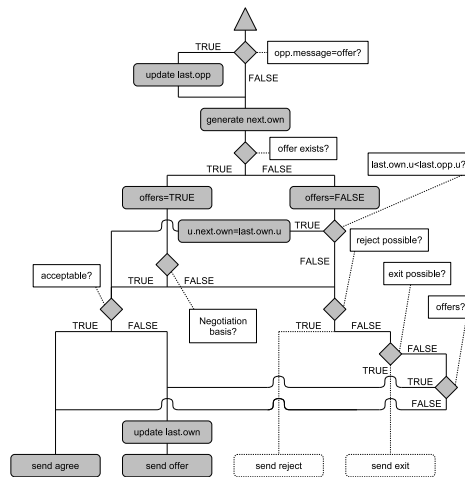 TRUE
opp.message=offer?
update last.opp
FALSE
generate next.own
offer exists?
TRUE
FALSE
last.own.u<last.opp.u?
offers=TRUE
offers=FALSE
u.next.own=last.own.u
TRUE
reject possible?
acceptable?
TRUE
FALSE
FALSE
exit possible?
Negotiation
basis?
offers?
TRUE
FALSE
TRUE
FALSE
FALSE
TRUE
TRUE
FALSE
update last.own
send agree
send offer
send reject
send exit